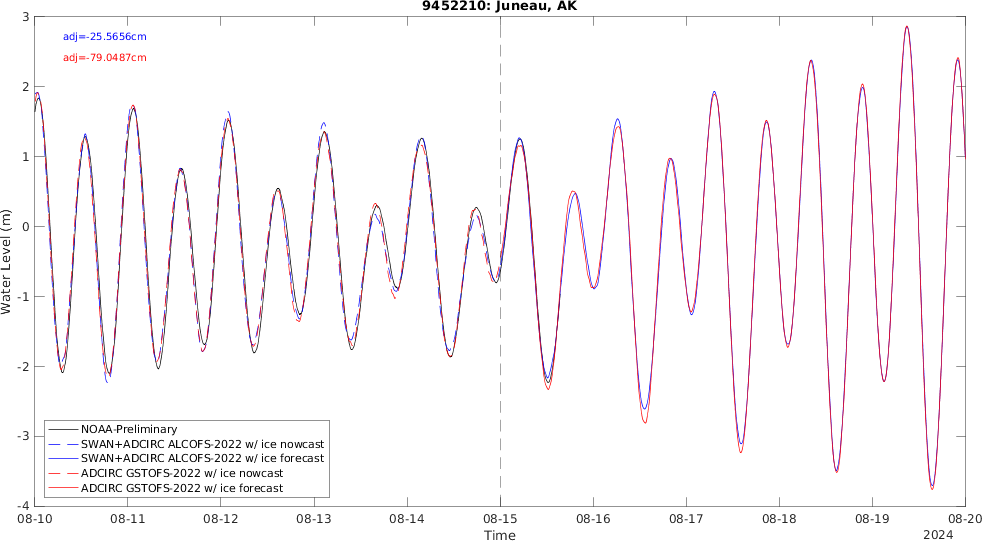 9452210: Juneau, AK
adj=-25.5656cm
adj=-79.0487cm
3
2
1
0
-1
-2
-3
-4
Water Level (m)
NOAA-Preliminary
SWAN+ADCIRC ALCOFS-2022 w/ ice nowcast
SWAN+ADCIRC ALCOFS-2022 w/ ice forecast
ADCIRC GSTOFS-2022 w/ ice nowcast
ADCIRC GSTOFS-2022 w/ ice forecast
08-10 08-11 08-12 08-13 08-14 08-15 08-16 08-17 08-18 08-19 08-20
Time
2024